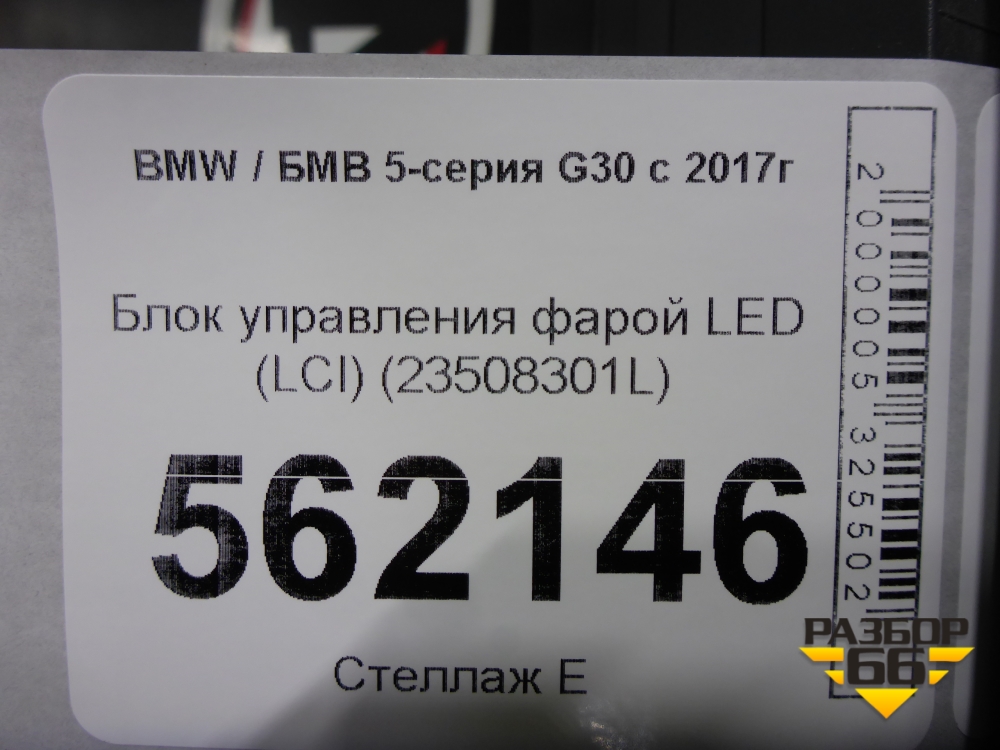 BMW / БМВ 5-серия G30 с 2017г
Блок управления фарой LED
(LCI) (23508301L)
562146
Стеллаж Е
2000005325502
РАЗБОР
66